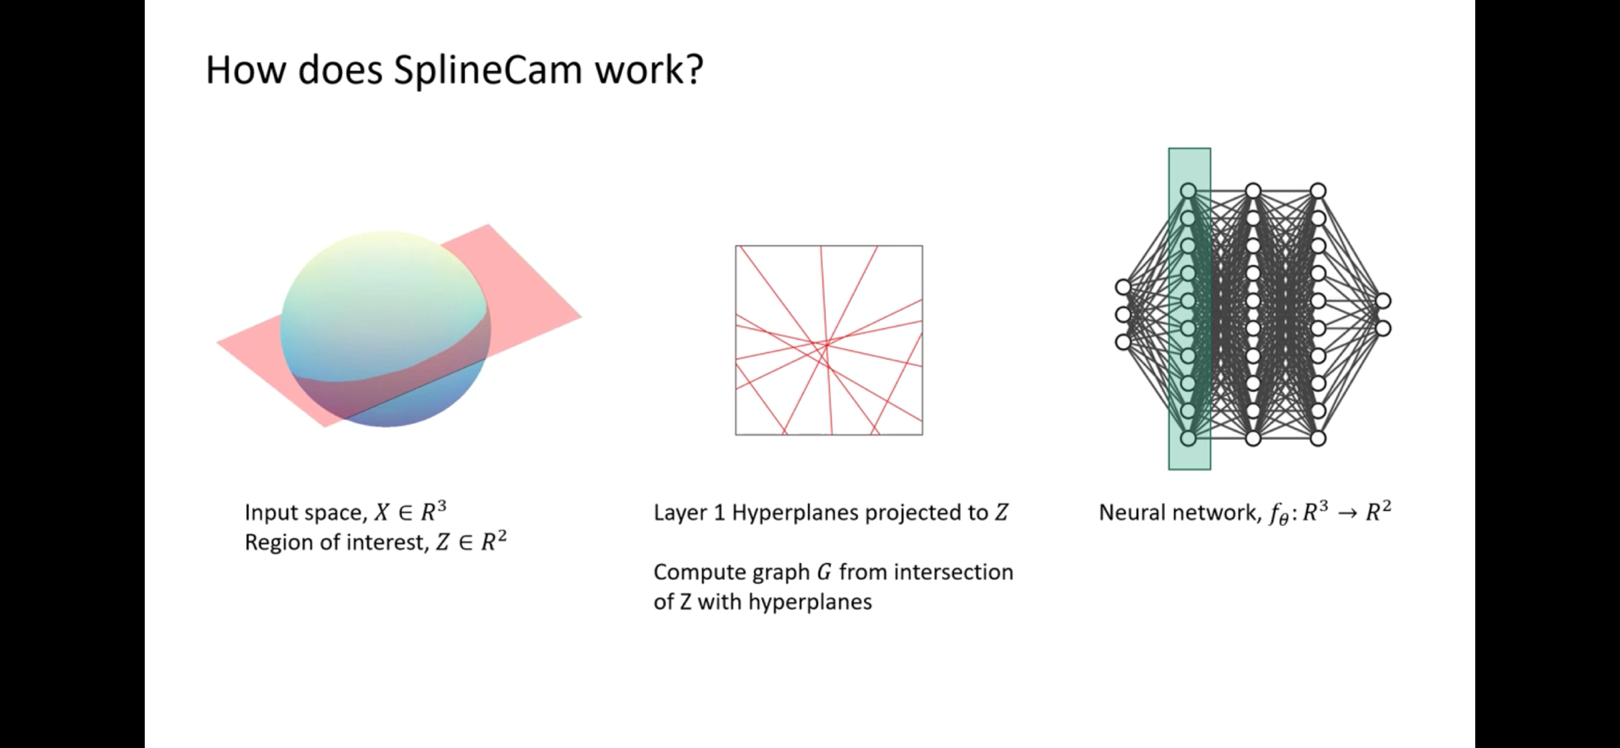 How does SplineCam work?
Input space, X ∈ R³
Region of interest, Z ∈ R²
Layer 1 Hyperplanes projected to Z
Compute graph G from intersection
of Z with hyperplanes
Neural network, f_θ: R³ → R²